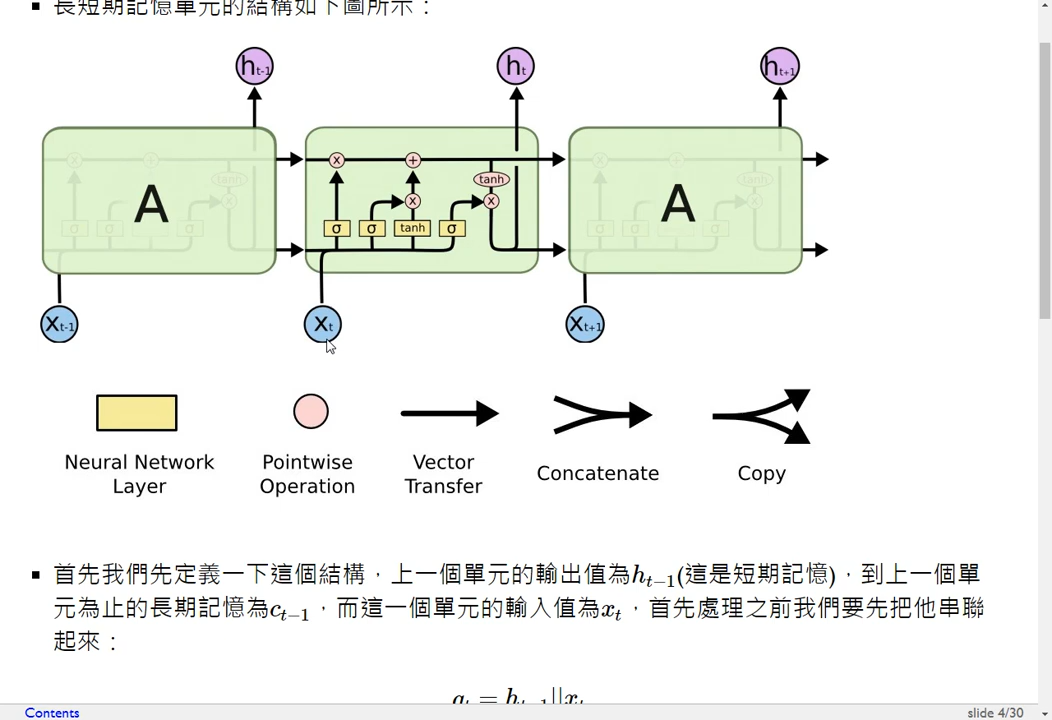 ▪ 長短期記憶單元的結構如下圖所示：
hₜ₋₁ hₜ hₜ₊₁
x + tanh
A x x A
σ σ tanh σ
xₜ₋₁ xₜ xₜ₊₁
Neural Network Layer
Pointwise Operation
Vector Transfer
Concatenate
Copy
▪ 首先我們先定義一下這個結構，上一個單元的輸出值為hₜ₋₁(這是短期記憶)，到上一個單
元為止的長期記憶為cₜ₋₁，而這一個單元的輸入值為xₜ，首先處理之前我們要先把他串聯
起來：
Contents slide 4/30